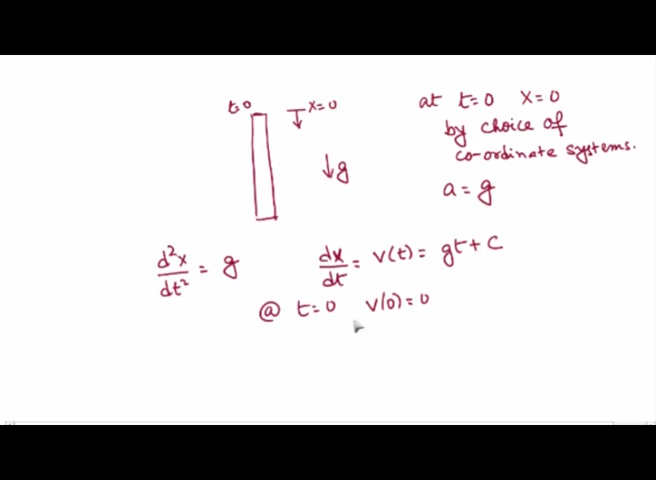 t=0
x=0
at t=0 x=0
by choice of
co-ordinate systems.
↓g
a = g
d²x/dt² = g
dx/dt = v(t) = gt + c
@ t=0 v(0)=0